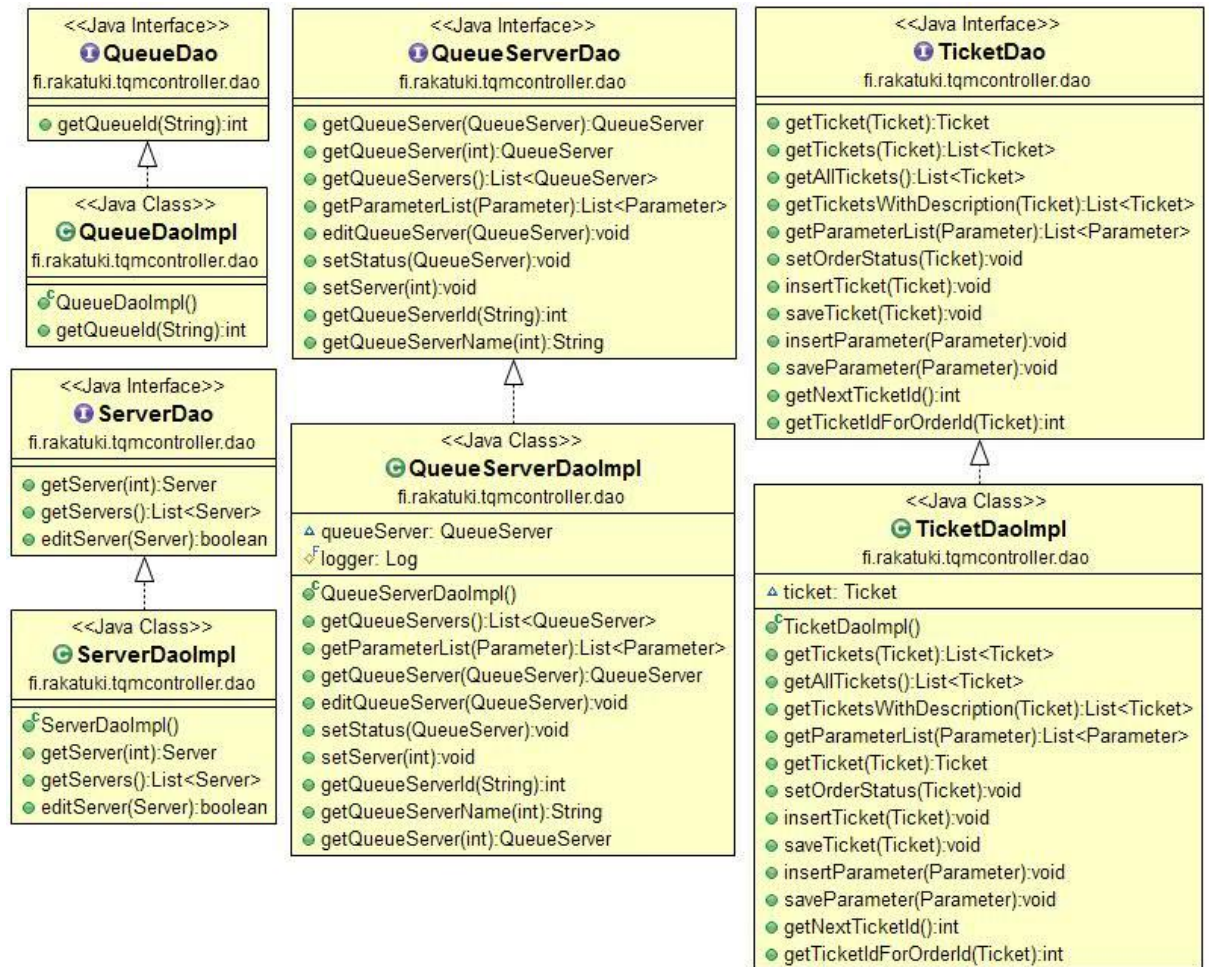 <<Java Interface>>
QueueDao
fi.rakatuki.tqmcontroller.dao
getQueueId(String):int
<<Java Class>>
QueueDaoImpl
fi.rakatuki.tqmcontroller.dao
QueueDaoImpl()
getQueueId(String):int
<<Java Interface>>
ServerDao
fi.rakatuki.tqmcontroller.dao
getServer(int):Server
getServers():List<Server>
editServer(Server):boolean
<<Java Class>>
ServerDaoImpl
fi.rakatuki.tqmcontroller.dao
ServerDaoImpl()
getServer(int):Server
getServers():List<Server>
editServer(Server):boolean
<<Java Interface>>
QueueServerDao
fi.rakatuki.tqmcontroller.dao
getQueueServer(QueueServer):QueueServer
getQueueServer(int):QueueServer
getQueueServers():List<QueueServer>
getParameterList(Parameter):List<Parameter>
editQueueServer(QueueServer):void
setStatus(QueueServer):void
setServer(int):void
getQueueServerId(String):int
getQueueServerName(int):String
<<Java Class>>
QueueServerDaoImpl
fi.rakatuki.tqmcontroller.dao
queueServer: QueueServer
logger: Log
QueueServerDaoImpl()
getQueueServers():List<QueueServer>
getParameterList(Parameter):List<Parameter>
getQueueServer(QueueServer):QueueServer
editQueueServer(QueueServer):void
setStatus(QueueServer):void
setServer(int):void
getQueueServerId(String):int
getQueueServerName(int):String
getQueueServer(int):QueueServer
<<Java Interface>>
TicketDao
fi.rakatuki.tqmcontroller.dao
getTicket(Ticket):Ticket
getTickets(Ticket):List<Ticket>
getAllTickets():List<Ticket>
getTicketsWithDescription(Ticket):List<Ticket>
getParameterList(Parameter):List<Parameter>
setOrderStatus(Ticket):void
insertTicket(Ticket):void
saveTicket(Ticket):void
insertParameter(Parameter):void
saveParameter(Parameter):void
getNextTicketId():int
getTicketIdForOrderId(Ticket):int
<<Java Class>>
TicketDaoImpl
fi.rakatuki.tqmcontroller.dao
ticket: Ticket
TicketDaoImpl()
getTickets(Ticket):List<Ticket>
getAllTickets():List<Ticket>
getTicketsWithDescription(Ticket):List<Ticket>
getParameterList(Parameter):List<Parameter>
getTicket(Ticket):Ticket
setOrderStatus(Ticket):void
insertTicket(Ticket):void
saveTicket(Ticket):void
insertParameter(Parameter):void
saveParameter(Parameter):void
getNextTicketId():int
getTicketIdForOrderId(Ticket):int